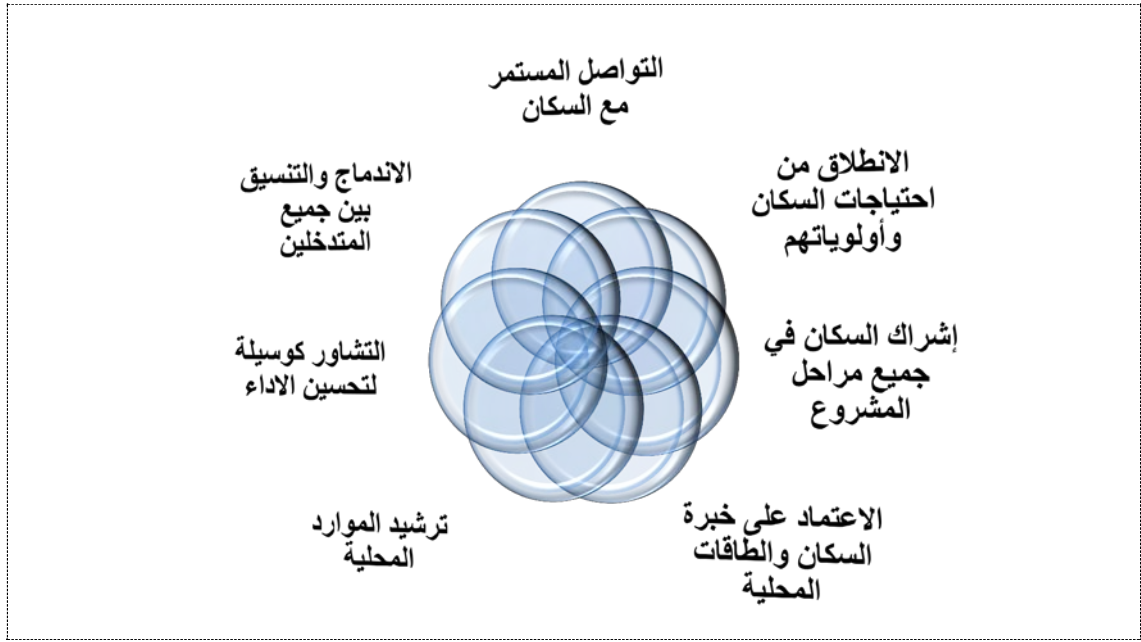 التواصل المستمر
مع السكان
الانطلاق من
احتياجات السكان
وأولوياتهم
إشراك السكان في
جميع مراحل
المشروع
الاعتماد على خبرة
السكان والطاقات
المحلية
ترشيد الموارد
المحلية
التشاور كوسيلة
لتحسين الاداء
الاندماج والتنسيق
بين جميع
المتدخلين